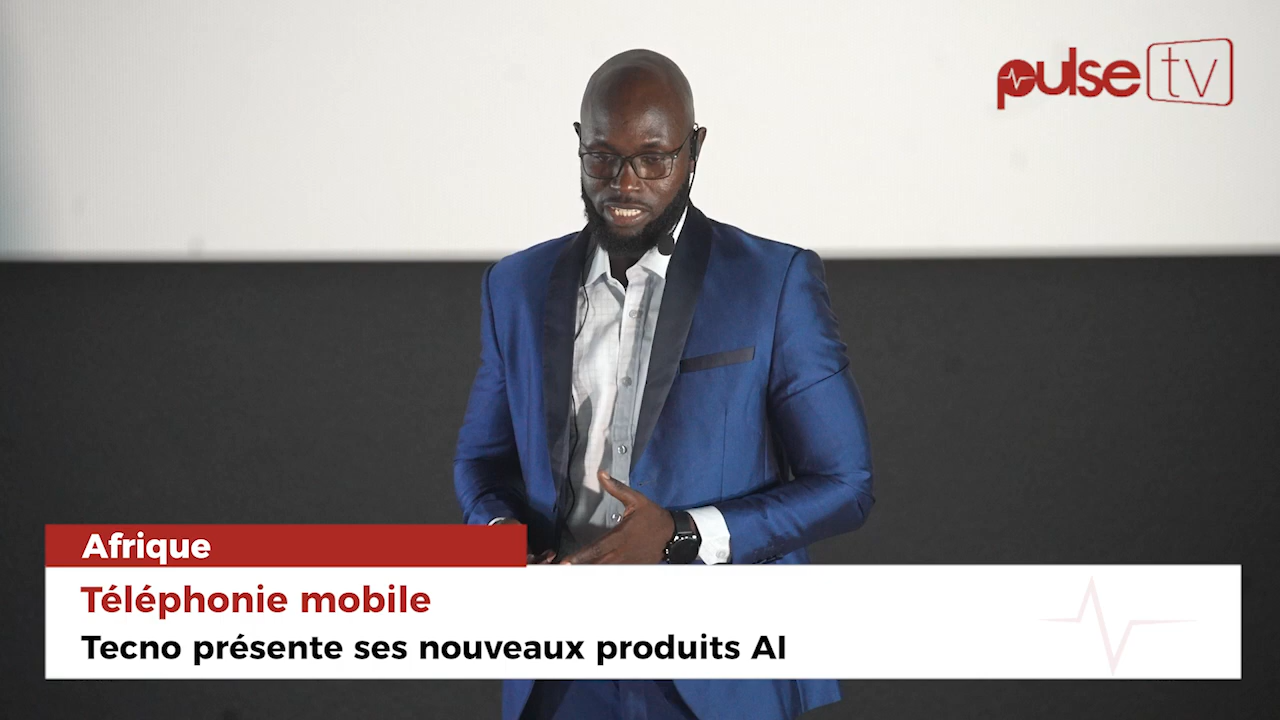 pulse tv
Afrique
Téléphonie mobile
Tecno présente ses nouveaux produits AI